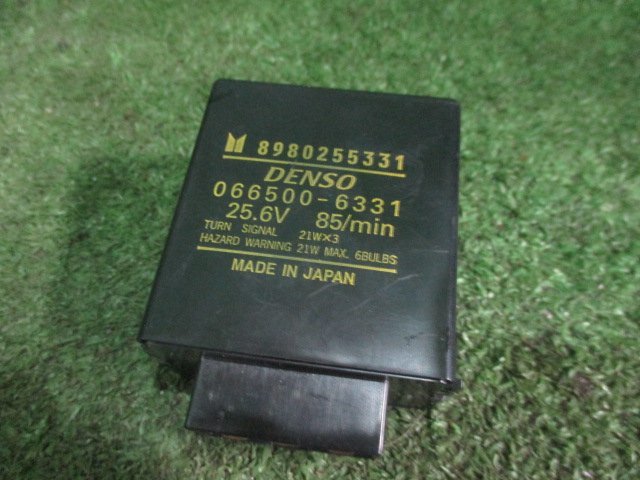 8980255331
DENSO
066500-6331
25.6V 85/min
TURN SIGNAL 21W×3
HAZARD WARNING 21W MAX. 6BULBS
MADE IN JAPAN